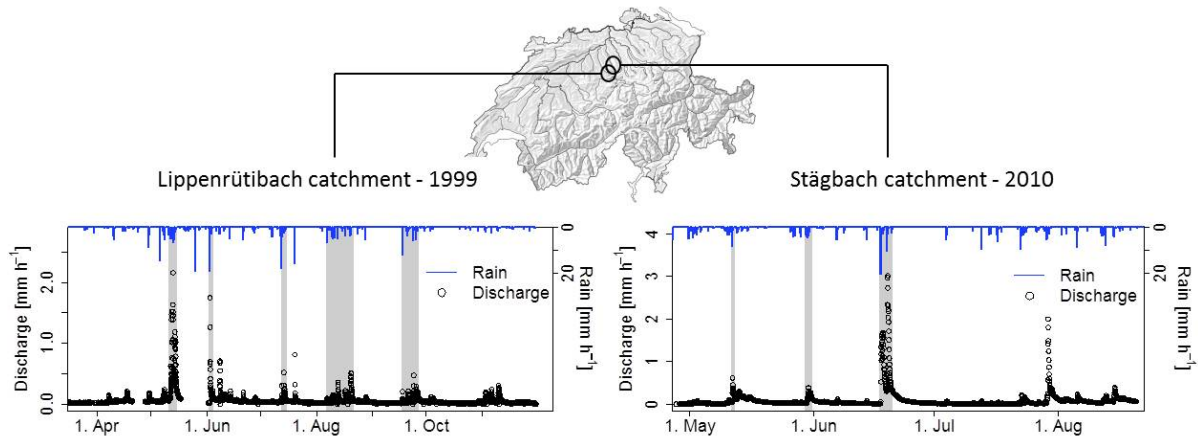 Lippenrütibach catchment - 1999
Stägbach catchment - 2010
Discharge [mm h⁻¹]
0.0
1.0
2.0
Rain
Discharge
0
20
Rain [mm h⁻¹]
1. Apr
1. Jun
1. Aug
1. Oct
Discharge [mm h⁻¹]
0
1
2
3
4
Rain
Discharge
0
20
Rain [mm h⁻¹]
1. May
1. Jun
1. Jul
1. Aug